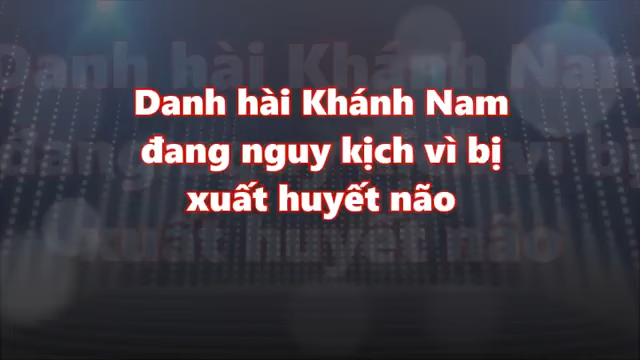 Danh hài Khánh Nam
đang nguy kịch vì bị
xuất huyết não